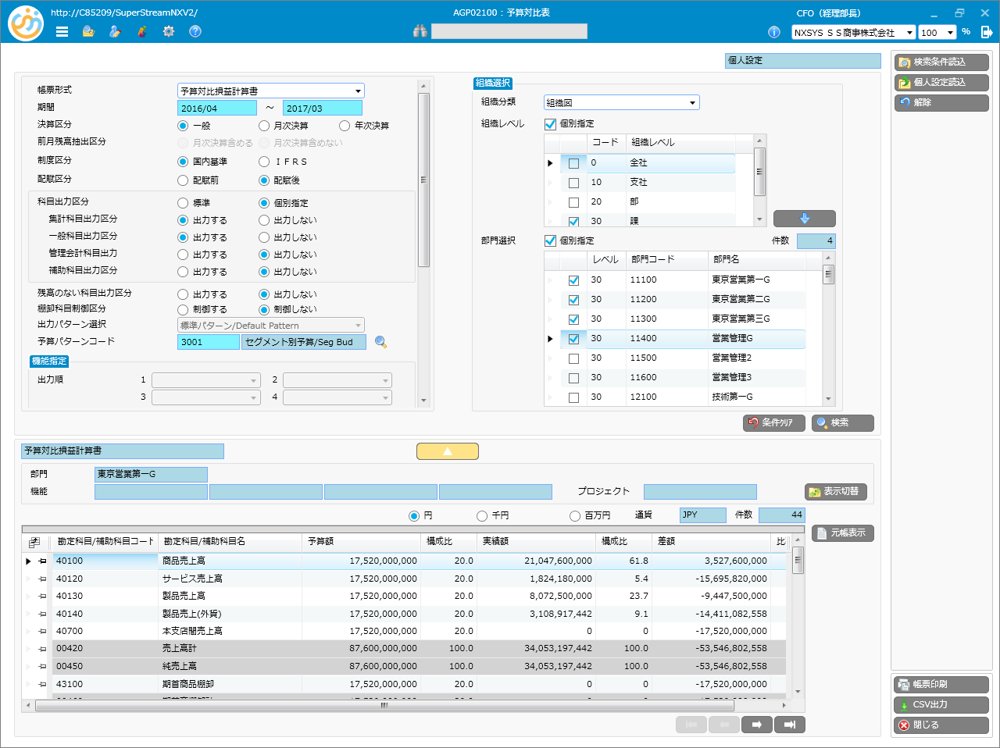 http://C85209/SuperStreamNXV2/
AGP02100：予算対比表
CFO（経理部長）
NXSYS ＳＳ商事株式会社
100
%
個人設定
検索条件読込
個人設定読込
解除
帳票形式
予算対比損益計算書
期間
2016/04
～
2017/03
決算区分
一般
月次決算
年次決算
前月残高抽出区分
月次決算含める
月次決算含めない
制度区分
国内基準
ＩＦＲＳ
配賦区分
配賦前
配賦後
科目出力区分
標準
個別指定
集計科目出力区分
出力する
出力しない
一般科目出力区分
出力する
出力しない
管理会計科目出力
出力する
出力しない
補助科目出力区分
出力する
出力しない
残高のない科目出力区分
出力する
出力しない
棚卸科目制御区分
制御する
制御しない
出力パターン選択
標準パターン/Default Pattern
予算パターンコード
3001
セグメント別予算/Seg Bud
機能指定
出力順
1
2
3
4
組織選択
組織分類
組織図
組織レベル
個別指定
コード
組織レベル
0
全社
10
支社
20
部
30
課
部門選択
個別指定
件数
4
レベル
部門コード
部門名
30
11100
東京営業第一G
30
11200
東京営業第二G
30
11300
東京営業第三G
30
11400
営業管理G
30
11500
営業管理2
30
11600
営業管理3
30
12100
技術第一G
条件ｸﾘｱ
検索
予算対比損益計算書
部門
東京営業第一G
機能
プロジェクト
表示切替
円
千円
百万円
通貨
JPY
件数
44
元帳表示
勘定科目/補助科目コード
勘定科目/補助科目名
予算額
構成比
実績額
構成比
差額
40100
商品売上高
17,520,000,000
20.0
21,047,600,000
61.8
3,527,600,000
40120
サービス売上高
17,520,000,000
20.0
1,824,180,000
5.4
-15,695,820,000
40130
製品売上高
17,520,000,000
20.0
8,072,500,000
23.7
-9,447,500,000
40140
製品売上(外貨)
17,520,000,000
20.0
3,108,917,442
9.1
-14,411,082,558
40700
本支店間売上高
17,520,000,000
20.0
0
0
-17,520,000,000
00420
売上高計
87,600,000,000
100.0
34,053,197,442
100.0
-53,546,802,558
00450
純売上高
87,600,000,000
100.0
34,053,197,442
100.0
-53,546,802,558
43100
期首商品棚卸
17,520,000,000
20.0
0
0
-17,520,000,000
帳票印刷
CSV出力
閉じる